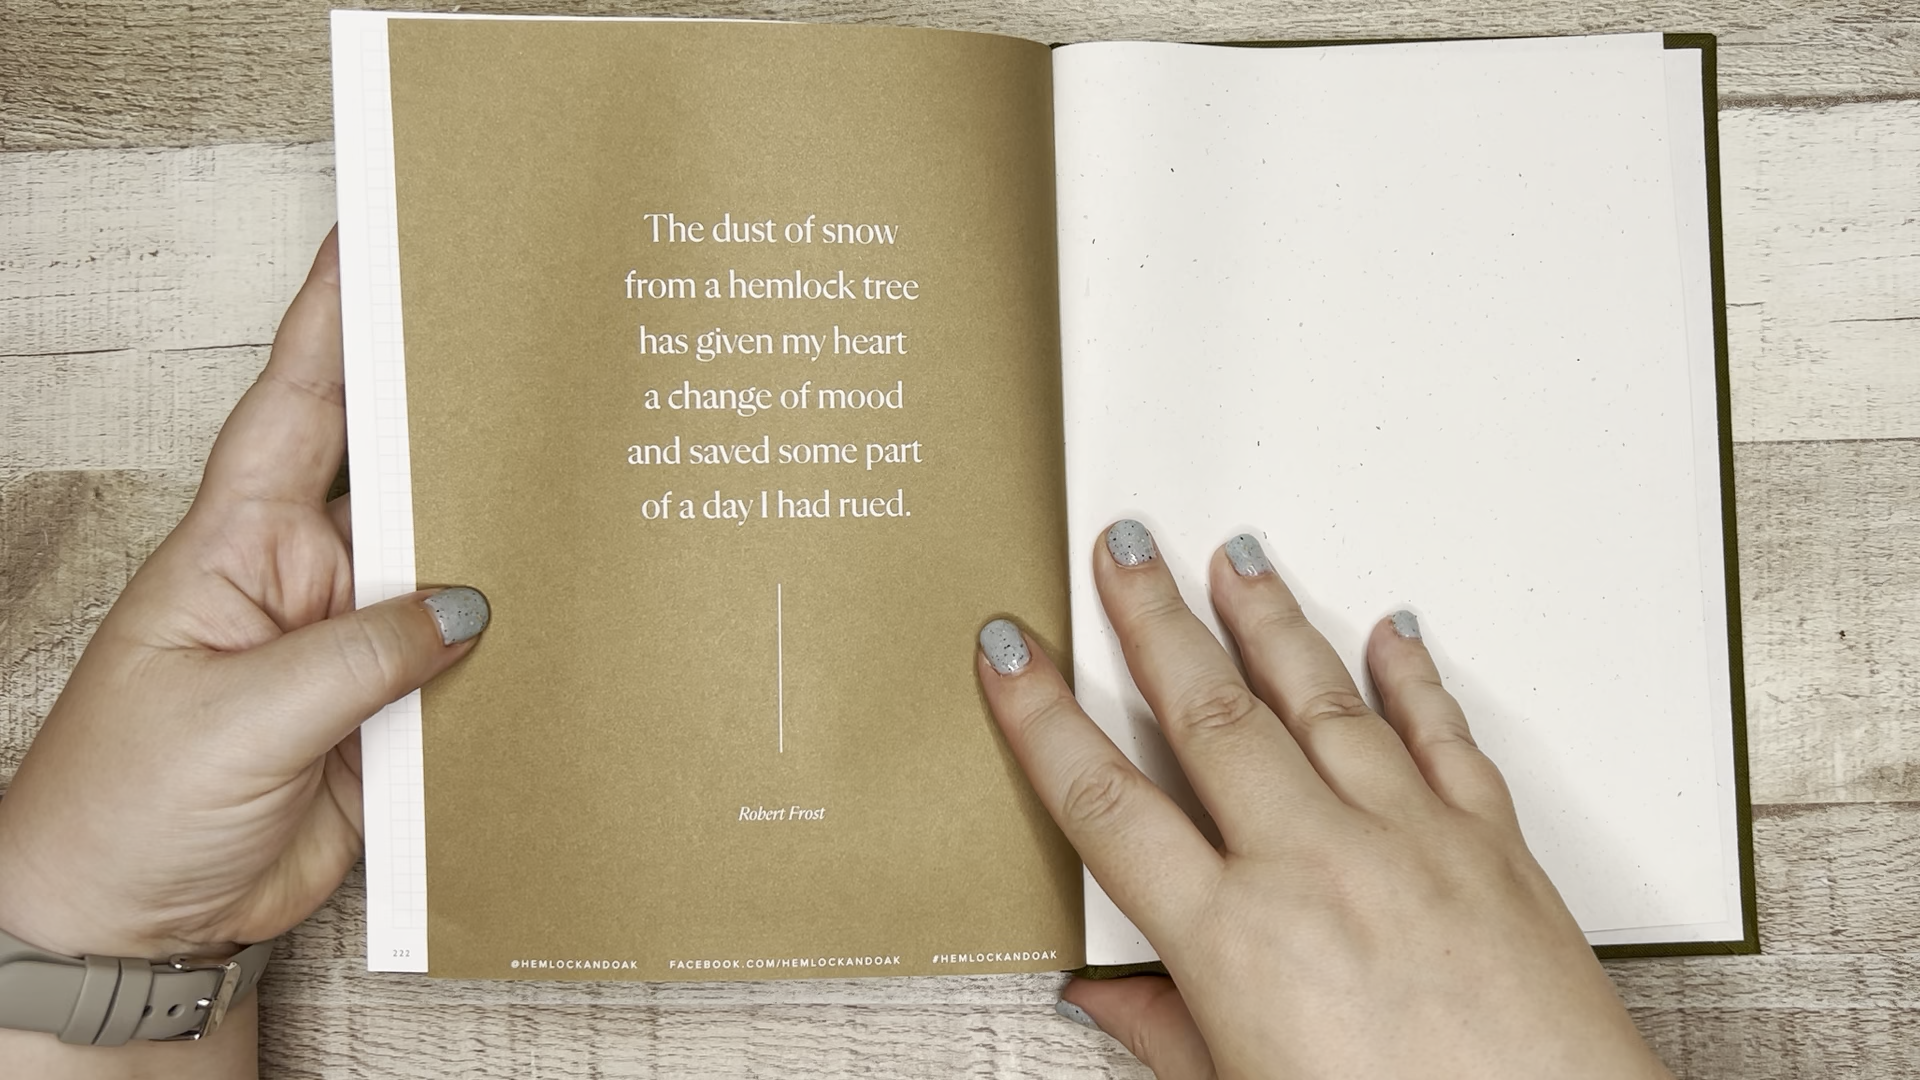 The dust of snow
from a hemlock tree
has given my heart
a change of mood
and saved some part
of a day I had rued.
Robert Frost
222
@HEMLOCKANDOAK FACEBOOK.COM/HEMLOCKANDOAK #HEMLOCKANDOAK